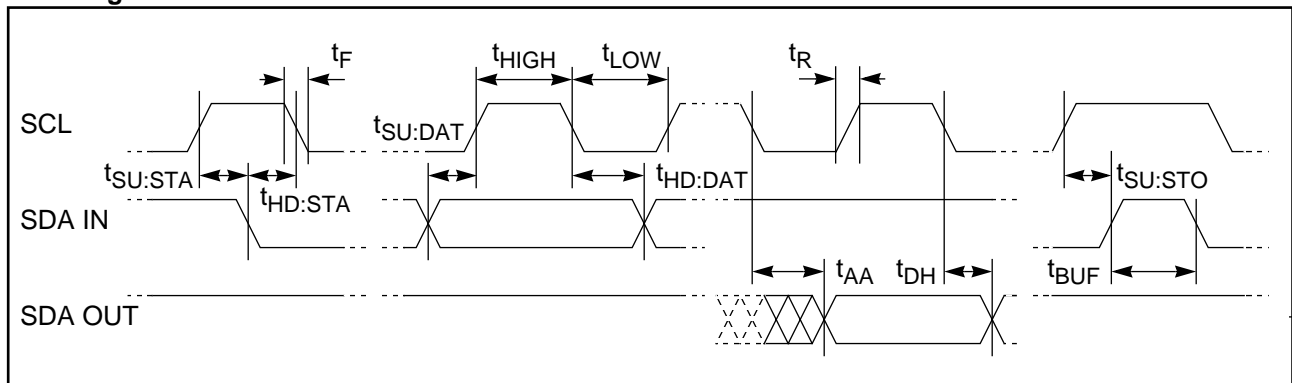 tF
tHIGH
tLOW
tR
SCL
tSU:DAT
tSU:STA
tHD:STA
tHD:DAT
tSU:STO
SDA IN
tAA
tDH
tBUF
SDA OUT